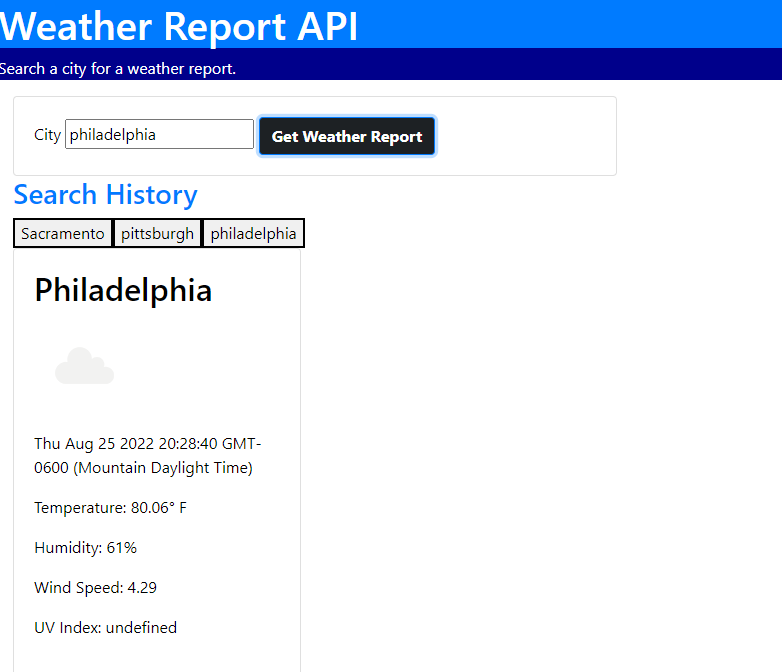 Weather Report API
Search a city for a weather report.
City philadelphia Get Weather Report
Search History
Sacramento pittsburgh philadelphia
Philadelphia
Thu Aug 25 2022 20:28:40 GMT-
0600 (Mountain Daylight Time)
Temperature: 80.06° F
Humidity: 61%
Wind Speed: 4.29
UV Index: undefined